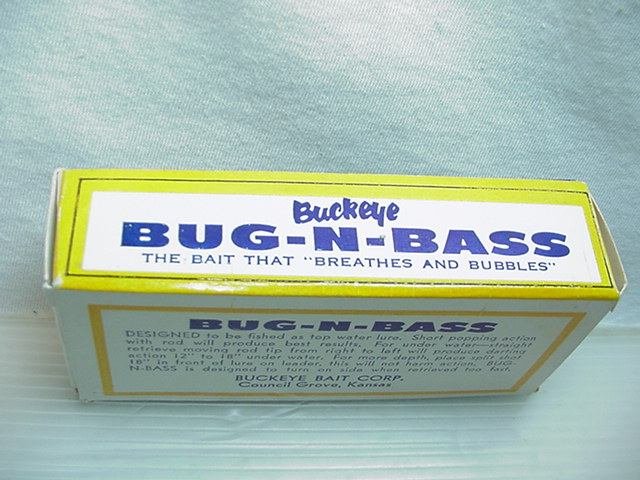 Buckeye
BUG-N-BASS
THE BAIT THAT "BREATHES AND BUBBLES"
BUG-N-BASS
DESIGNED to be fished as top water lure. Short popping action
with rod will produce best results. For under water—straight
retrieve moving rod tip from right to left will produce darting
action 12" to 18" under water. For more depth, place split shot
18" in front of lure on leader, this will not harm action. BUG-
N-BASS is designed to turn on side when retrieved too fast.
BUCKEYE BAIT CORP.
Council Grove, Kansas